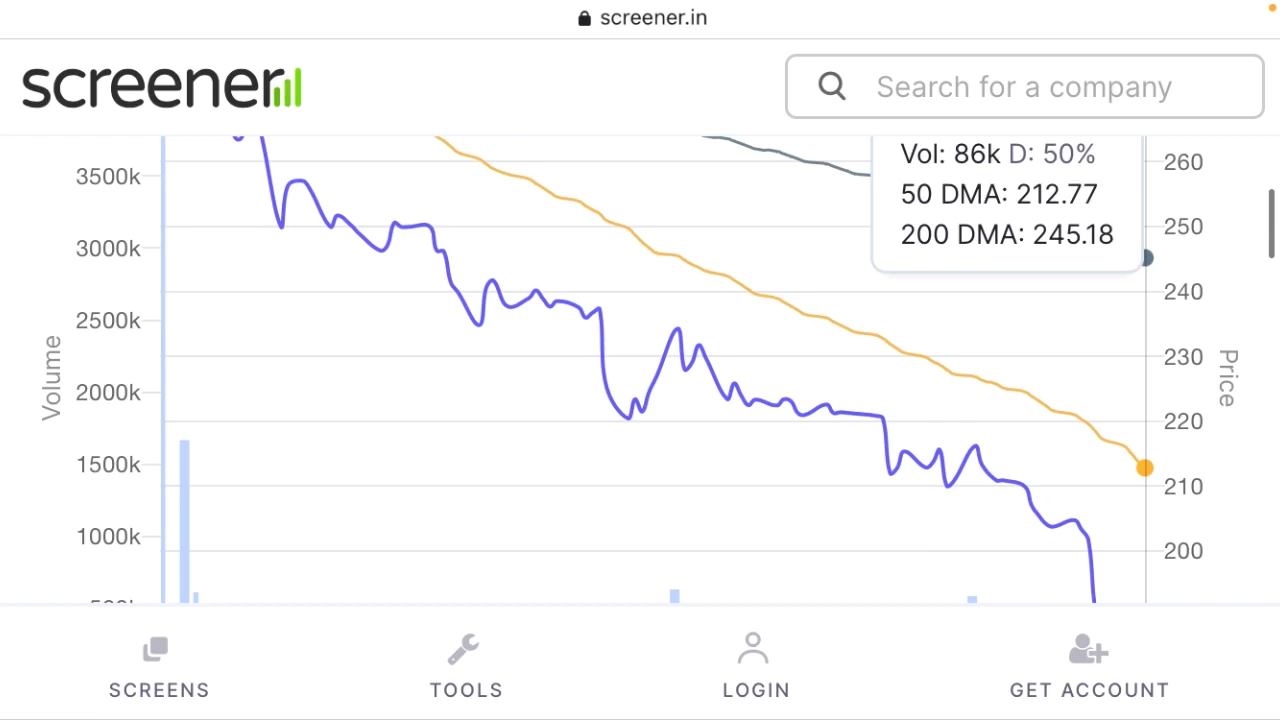 screener.in
screener
Search for a company
Vol: 86k D: 50%
50 DMA: 212.77
200 DMA: 245.18
3500k
3000k
2500k
2000k
1500k
1000k
Volume
260
250
240
230
220
210
200
Price
SCREENS
TOOLS
LOGIN
GET ACCOUNT